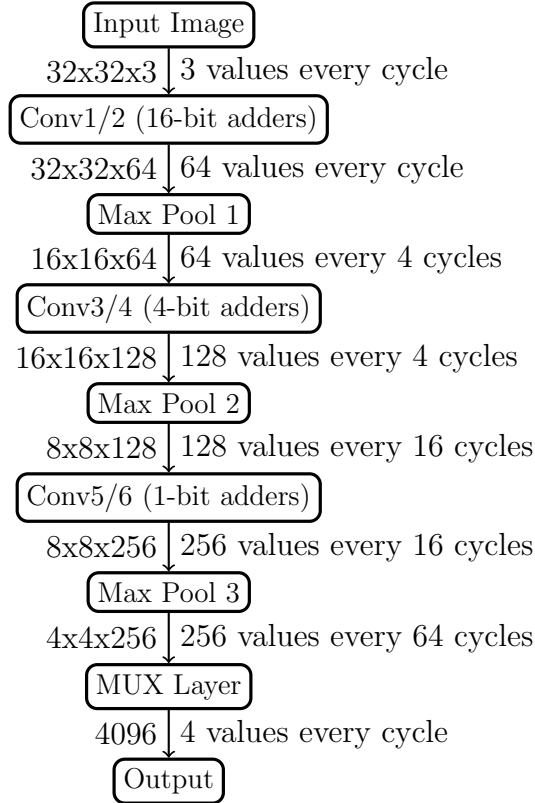 Input Image
32x32x3 3 values every cycle
Conv1/2 (16-bit adders)
32x32x64 64 values every cycle
Max Pool 1
16x16x64 64 values every 4 cycles
Conv3/4 (4-bit adders)
16x16x128 128 values every 4 cycles
Max Pool 2
8x8x128 128 values every 16 cycles
Conv5/6 (1-bit adders)
8x8x256 256 values every 16 cycles
Max Pool 3
4x4x256 256 values every 64 cycles
MUX Layer
4096 4 values every cycle
Output